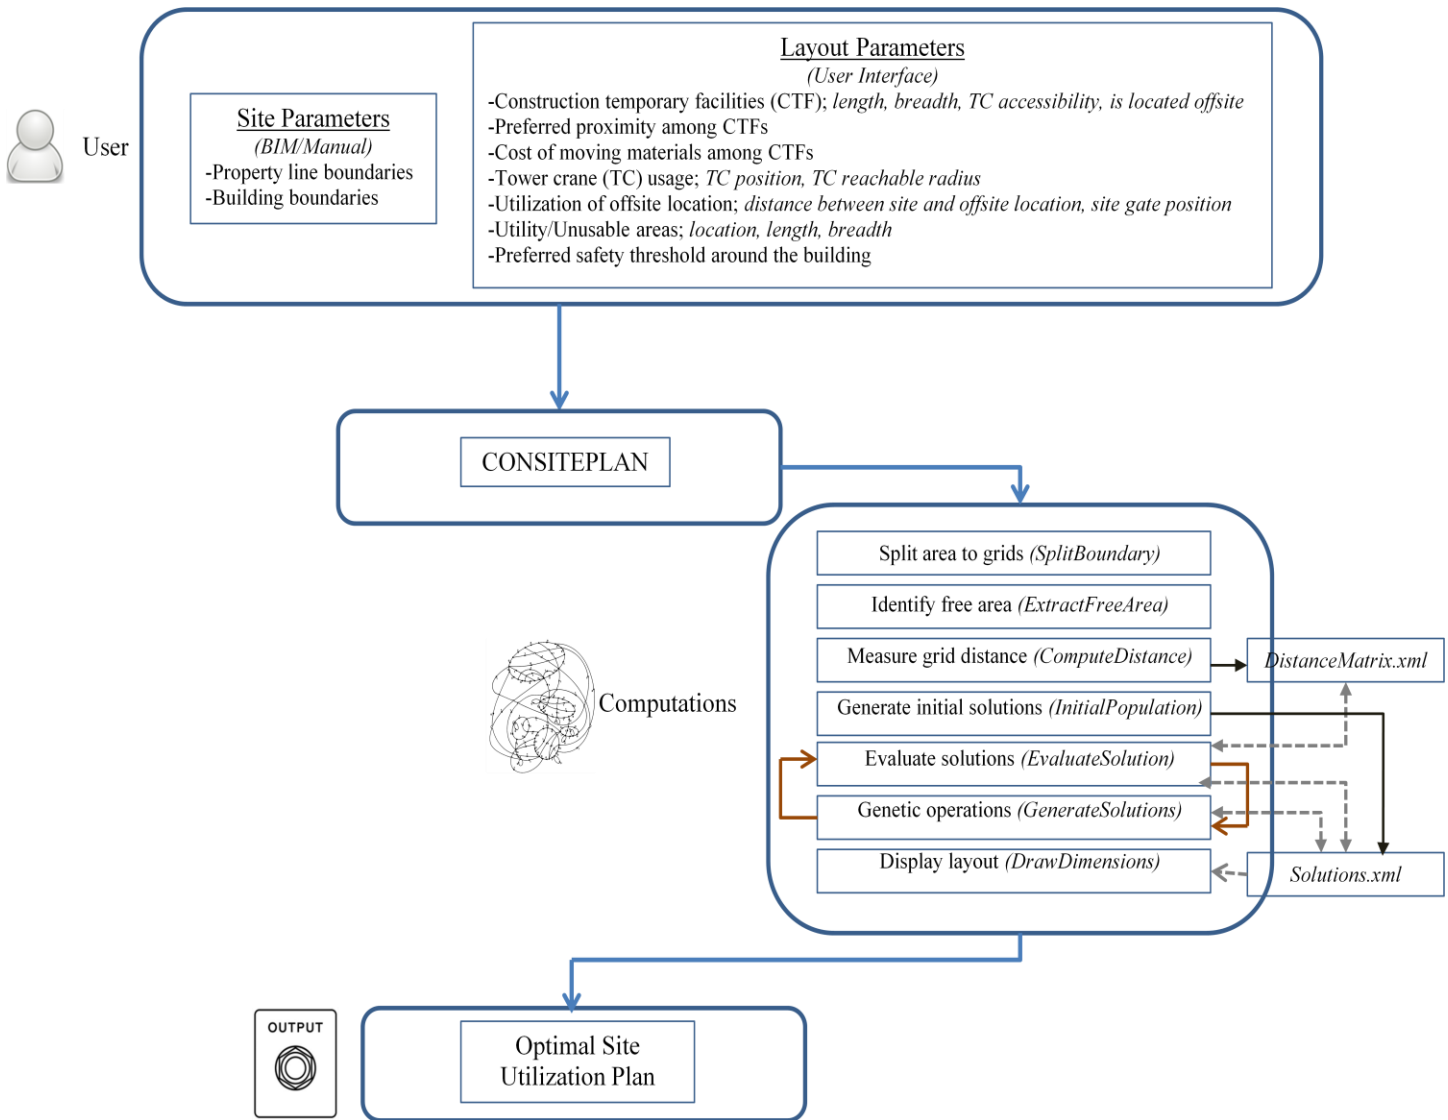 User
Site Parameters
(BIM/Manual)
-Property line boundaries
-Building boundaries
Layout Parameters
(User Interface)
-Construction temporary facilities (CTF); length, breadth, TC accessibility, is located offsite
-Preferred proximity among CTFs
-Cost of moving materials among CTFs
-Tower crane (TC) usage; TC position, TC reachable radius
-Utilization of offsite location; distance between site and offsite location, site gate position
-Utility/Unusable areas; location, length, breadth
-Preferred safety threshold around the building
CONSITEPLAN
Computations
Split area to grids (SplitBoundary)
Identify free area (ExtractFreeArea)
Measure grid distance (ComputeDistance)
DistanceMatrix.xml
Generate initial solutions (InitialPopulation)
Evaluate solutions (EvaluateSolution)
Genetic operations (GenerateSolutions)
Display layout (DrawDimensions)
Solutions.xml
OUTPUT
Optimal Site
Utilization Plan